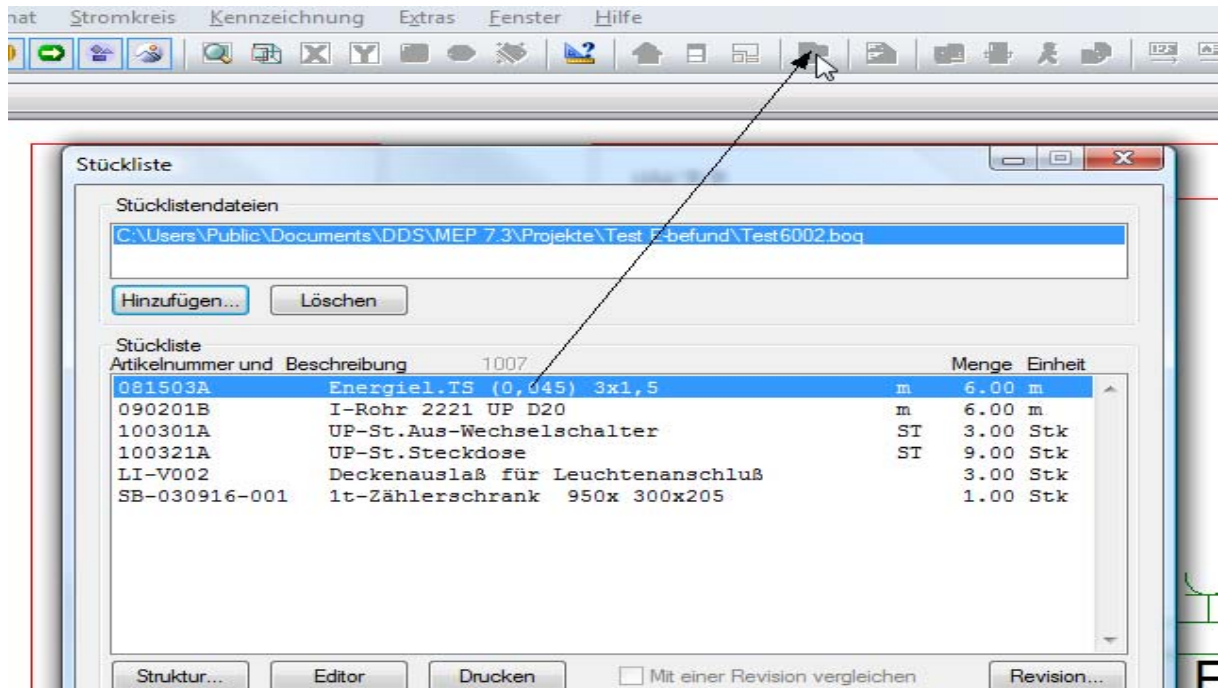 nat Stromkreis Kennzeichnung Extras Fenster Hilfe
X Y ? 123
Stückliste
Stücklistendateien
C:\Users\Public\Documents\DDS\MEP 7.3\Projekte\Test E-befund\Test6002.boq
Hinzufügen... Löschen
Stückliste
Artikelnummer und Beschreibung 1007 Menge Einheit
081503A Energiel.TS (0,045) 3x1,5 m 6.00 m
090201B I-Rohr 2221 UP D20 m 6.00 m
100301A UP-St.Aus-Wechselschalter ST 3.00 Stk
100321A UP-St.Steckdose ST 9.00 Stk
LI-V002 Deckenauslaß für Leuchtenanschluß 3.00 Stk
SB-030916-001 1t-Zählerschrank 950x 300x205 1.00 Stk
Struktur... Editor Drucken Mit einer Revision vergleichen Revision...